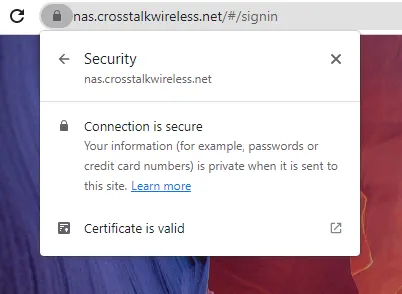 nas.crosstalkwireless.net/#/signin
Security
nas.crosstalkwireless.net
Connection is secure
Your information (for example, passwords or
credit card numbers) is private when it is sent to
this site. Learn more
Certificate is valid